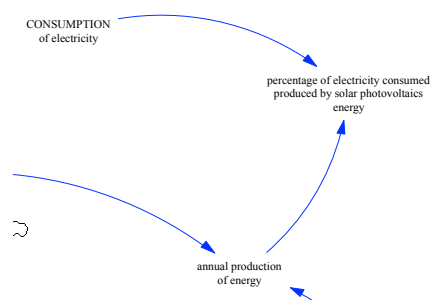 CONSUMPTION
of electricity
percentage of electricity consumed
produced by solar photovoltaics
energy
annual production
of energy